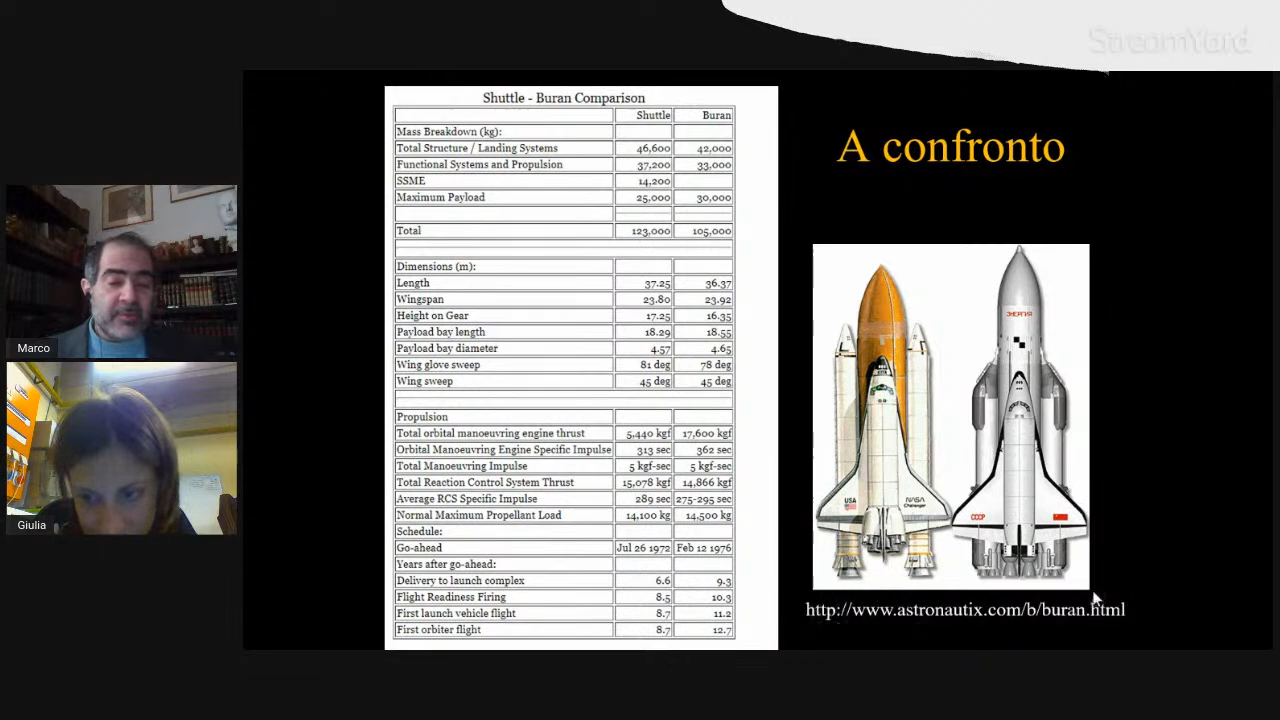 StreamYard
Shuttle - Buran Comparison
Shuttle Buran
Mass Breakdown (kg):
Total Structure / Landing Systems 46,600 42,000
Functional Systems and Propulsion 37,200 33,000
SSME 14,200
Maximum Payload 25,000 30,000
Total 123,000 105,000
Dimensions (m):
Length 37.25 36.37
Wingspan 23.80 23.92
Height on Gear 17.25 16.35
Payload bay length 18.29 18.55
Payload bay diameter 4.57 4.65
Wing glove sweep 81 deg 78 deg
Wing sweep 45 deg 45 deg
Propulsion
Total orbital manoeuvring engine thrust 5,440 kgf 17,600 kgf
Orbital Manoeuvring Engine Specific Impulse 313 sec 362 sec
Total Manoeuvring Impulse 5 kgf-sec 5 kgf-sec
Total Reaction Control System Thrust 15,078 kgf 14,866 kgf
Average RCS Specific Impulse 289 sec 275-295 sec
Normal Maximum Propellant Load 14,100 kg 14,500 kg
Schedule:
Go-ahead Jul 26 1972 Feb 12 1976
Years after go-ahead:
Delivery to launch complex 6.6 9.3
Flight Readiness Firing 8.5 10.3
First launch vehicle flight 8.7 11.2
First orbiter flight 8.7 12.7
A confronto
ЭНЕРГИЯ
USA
NASA
Challenger
CCCP
http://www.astronautix.com/b/buran.html
Marco
Giulia